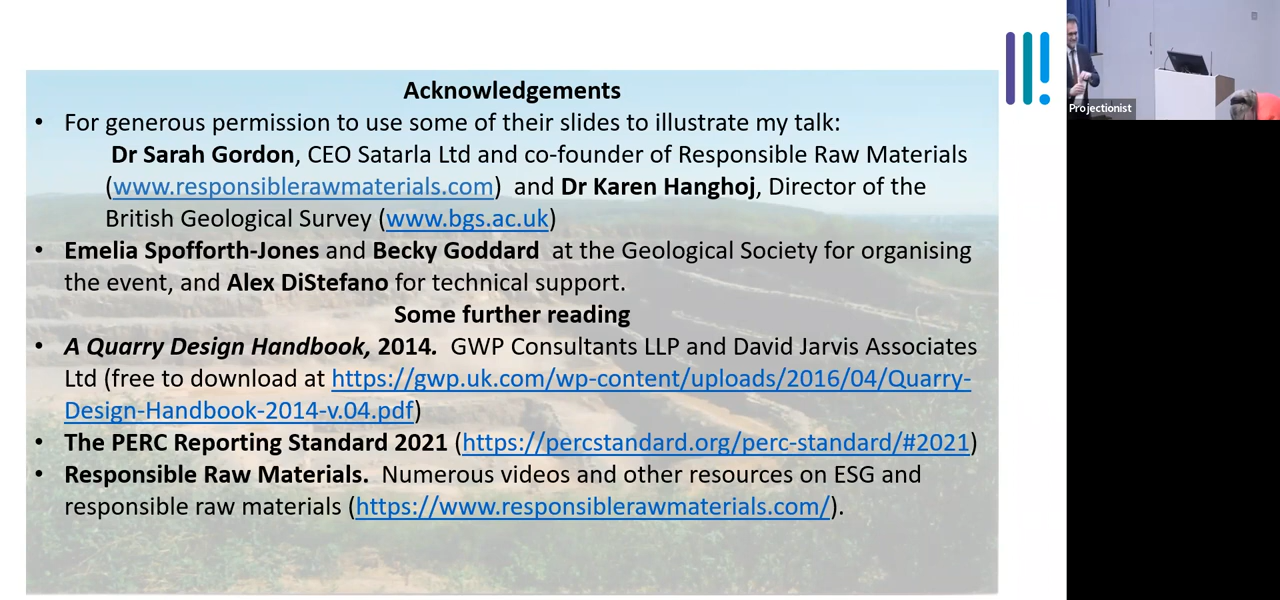 Acknowledgements
• For generous permission to use some of their slides to illustrate my talk:
Dr Sarah Gordon, CEO Satarla Ltd and co-founder of Responsible Raw Materials
(www.responsiblerawmaterials.com) and Dr Karen Hanghoj, Director of the
British Geological Survey (www.bgs.ac.uk)
• Emelia Spofforth-Jones and Becky Goddard at the Geological Society for organising
the event, and Alex DiStefano for technical support.
Some further reading
• A Quarry Design Handbook, 2014. GWP Consultants LLP and David Jarvis Associates
Ltd (free to download at https://gwp.uk.com/wp-content/uploads/2016/04/Quarry-
Design-Handbook-2014-v.04.pdf)
• The PERC Reporting Standard 2021 (https://percstandard.org/perc-standard/#2021)
• Responsible Raw Materials. Numerous videos and other resources on ESG and
responsible raw materials (https://www.responsiblerawmaterials.com/).
Projectionist